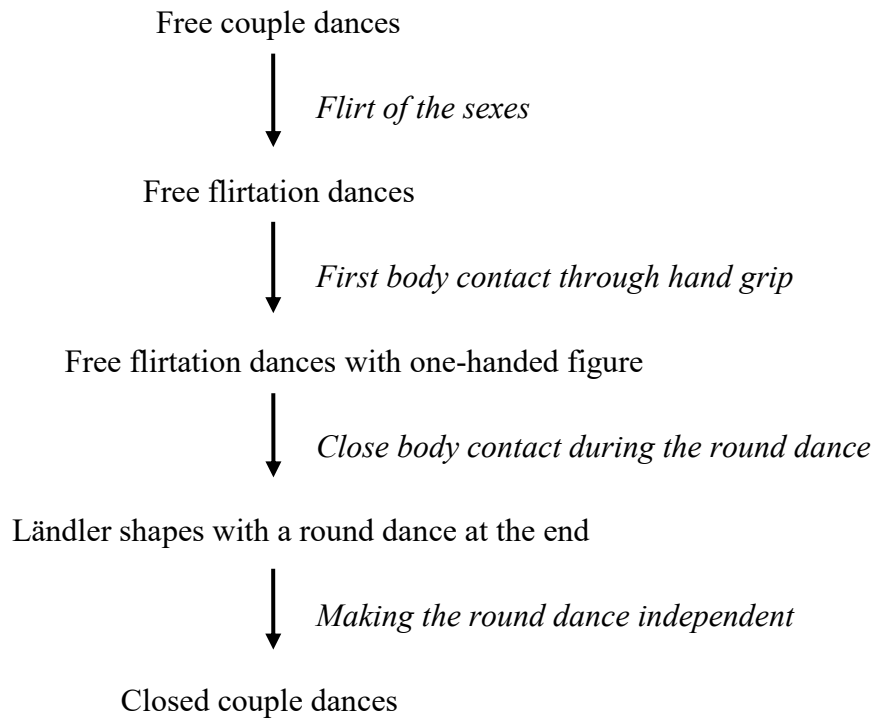 Free couple dances
Flirt of the sexes
Free flirtation dances
First body contact through hand grip
Free flirtation dances with one-handed figure
Close body contact during the round dance
Ländler shapes with a round dance at the end
Making the round dance independent
Closed couple dances